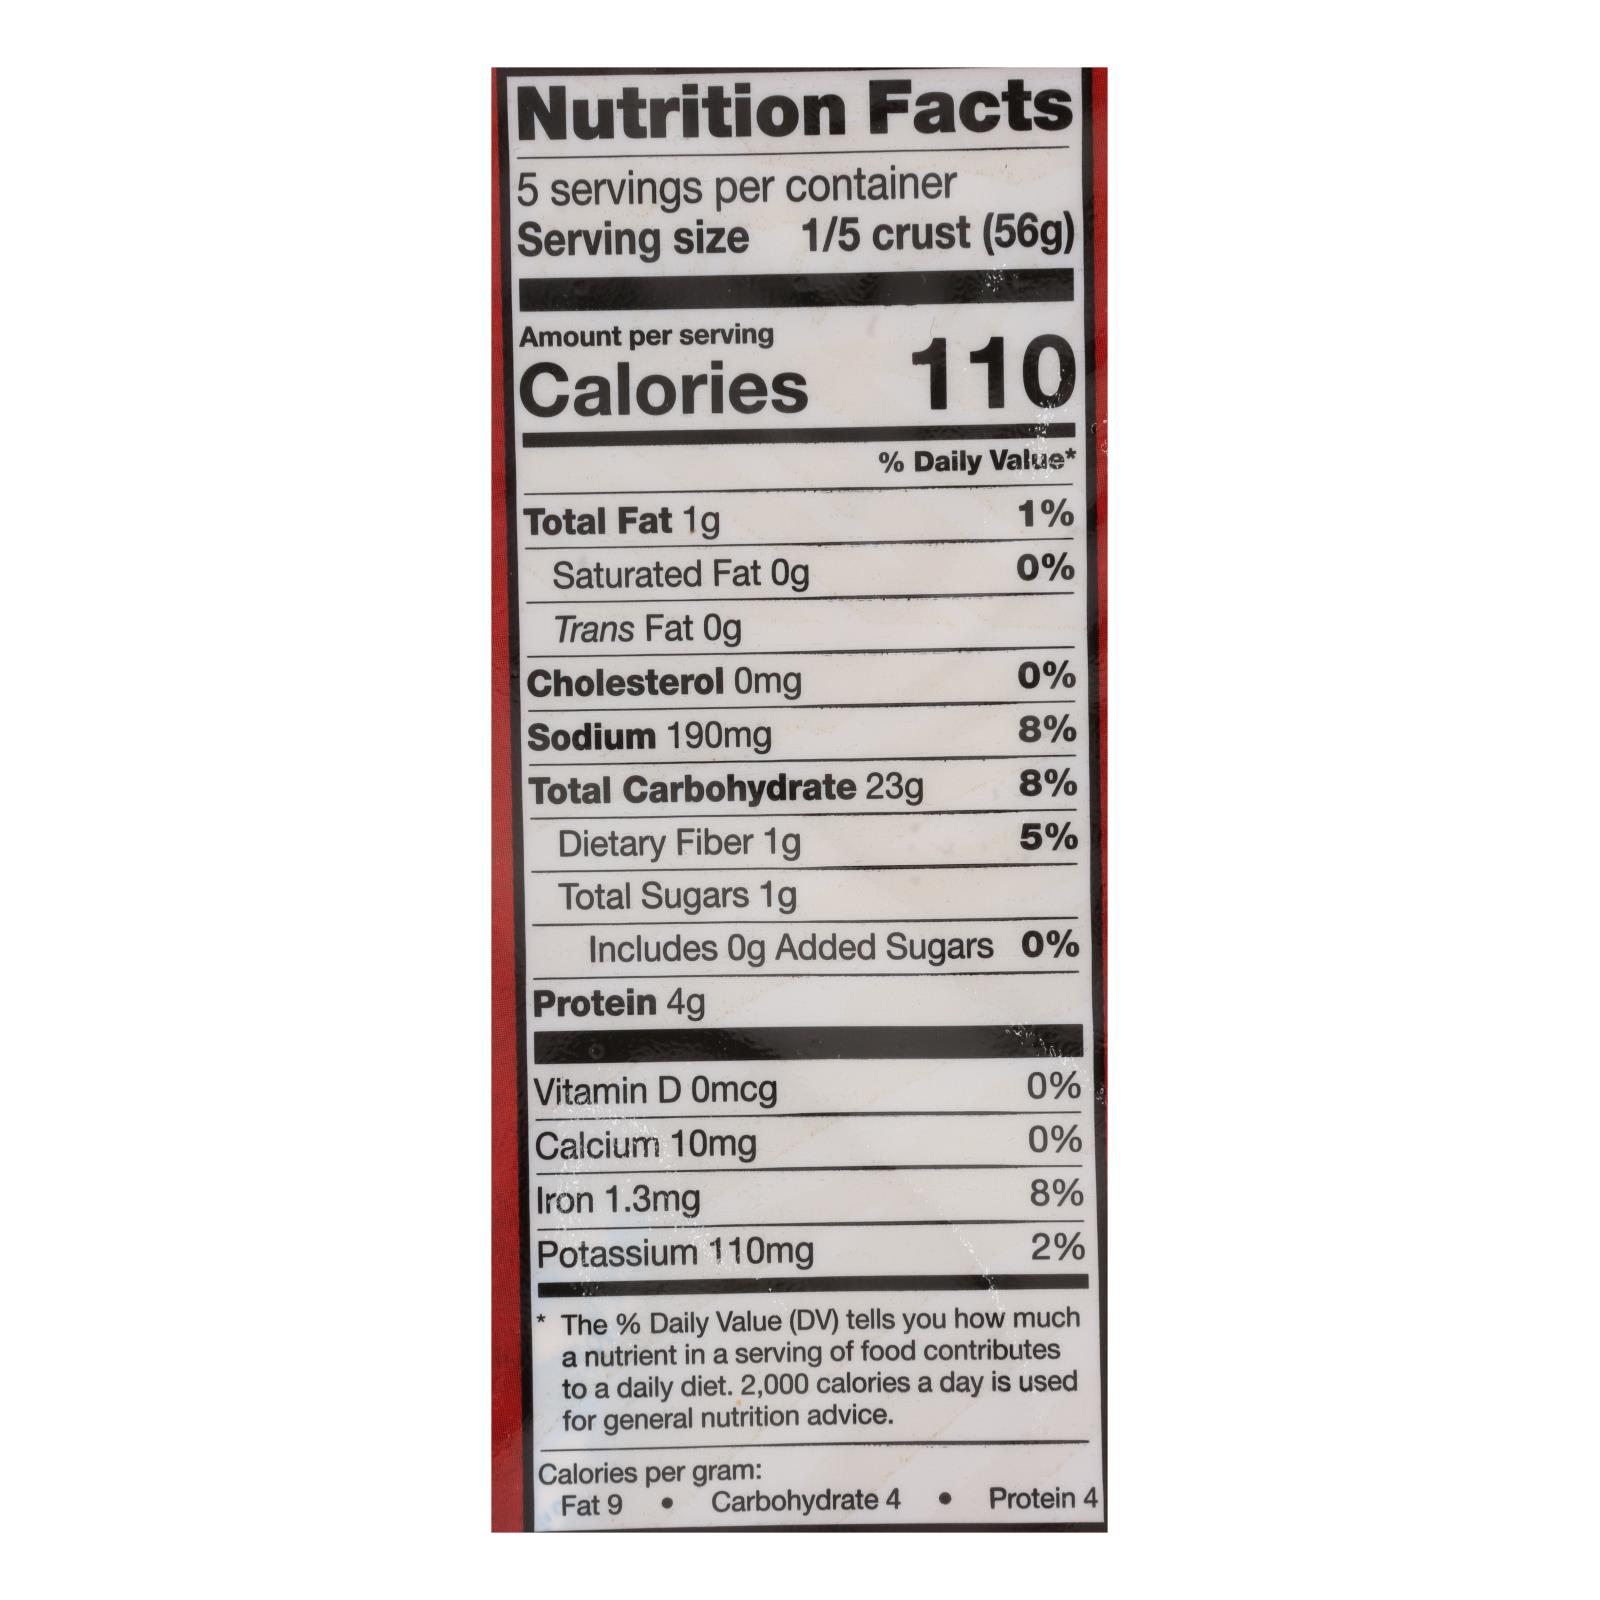 Nutrition Facts
5 servings per container
Serving size 1/5 crust (56g)
Amount per serving
Calories 110
% Daily Value*
Total Fat 1g 1%
Saturated Fat 0g 0%
Trans Fat 0g
Cholesterol 0mg 0%
Sodium 190mg 8%
Total Carbohydrate 23g 8%
Dietary Fiber 1g 5%
Total Sugars 1g
Includes 0g Added Sugars 0%
Protein 4g
Vitamin D 0mcg 0%
Calcium 10mg 0%
Iron 1.3mg 8%
Potassium 110mg 2%
* The % Daily Value (DV) tells you how much
a nutrient in a serving of food contributes
to a daily diet. 2,000 calories a day is used
for general nutrition advice.
Calories per gram:
Fat 9 • Carbohydrate 4 • Protein 4